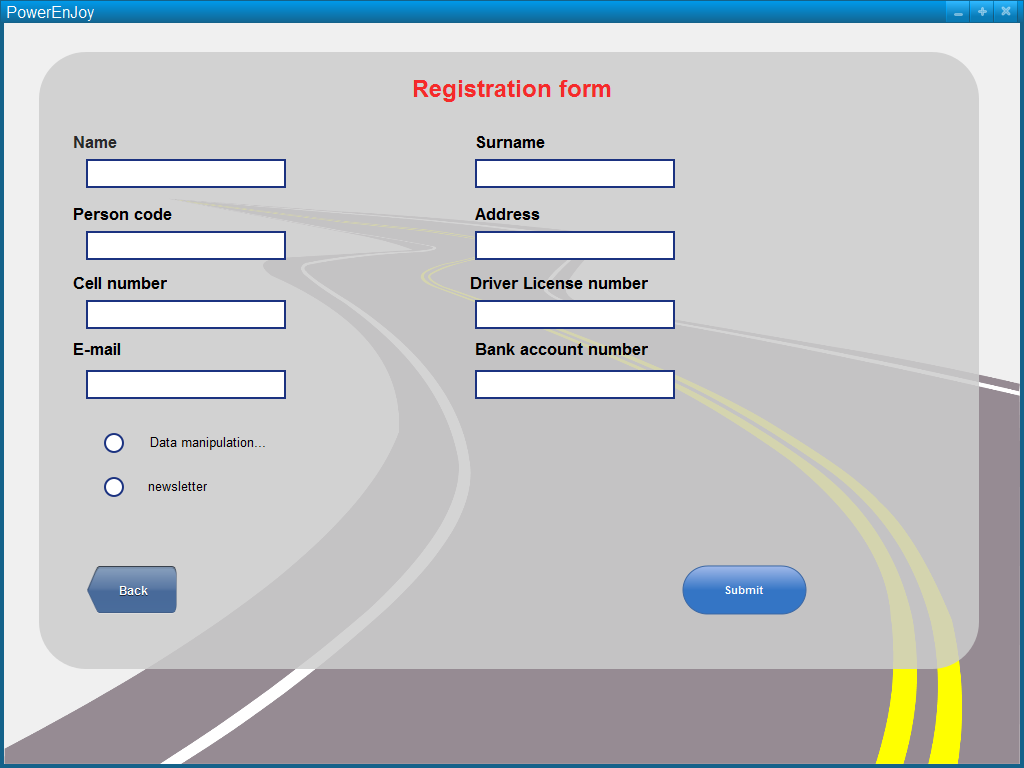 PowerEnJoy
Registration form
Name
Surname
Person code
Address
Cell number
Driver License number
E-mail
Bank account number
Data manipulation...
newsletter
Back
Submit